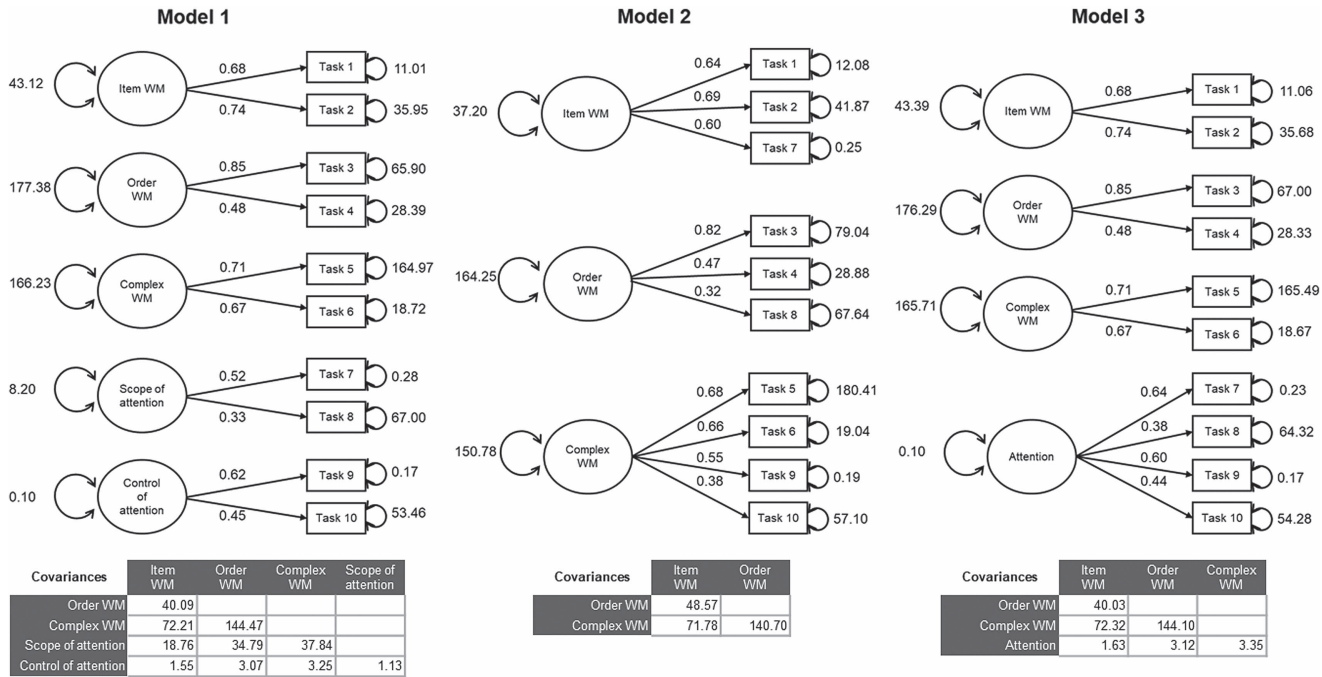 Model 1
43.12
Item WM
0.68
Task 1
11.01
0.74
Task 2
35.95
177.38
Order
WM
0.85
Task 3
65.90
0.48
Task 4
28.39
166.23
Complex
WM
0.71
Task 5
164.97
0.67
Task 6
18.72
8.20
Scope of
attention
0.52
Task 7
0.28
0.33
Task 8
67.00
0.10
Control
of
attention
0.62
Task 9
0.17
0.45
Task 10
53.46
Covariances Item WM Order WM Complex WM Scope of attention
Order WM 40.09
Complex WM 72.21 144.47
Scope of attention 18.76 34.79 37.84
Control of attention 1.55 3.07 3.25 1.13
Model 2
37.20
Item WM
0.64
Task 1
12.08
0.69
Task 2
41.87
0.60
Task 7
0.25
164.25
Order
WM
0.82
Task 3
79.04
0.47
Task 4
28.88
0.32
Task 8
67.64
150.78
Complex
WM
0.68
Task 5
180.41
0.66
Task 6
19.04
0.55
Task 9
0.19
0.38
Task 10
57.10
Covariances Item WM Order WM
Order WM 48.57
Complex WM 71.78 140.70
Model 3
43.39
Item WM
0.68
Task 1
11.06
0.74
Task 2
35.68
176.29
Order
WM
0.85
Task 3
67.00
0.48
Task 4
28.33
165.71
Complex
WM
0.71
Task 5
165.49
0.67
Task 6
18.67
0.10
Attention
0.64
Task 7
0.23
0.38
Task 8
64.32
0.60
Task 9
0.17
0.44
Task 10
54.28
Covariances Item WM Order WM Complex WM
Order WM 40.03
Complex WM 72.32 144.10
Attention 1.63 3.12 3.35